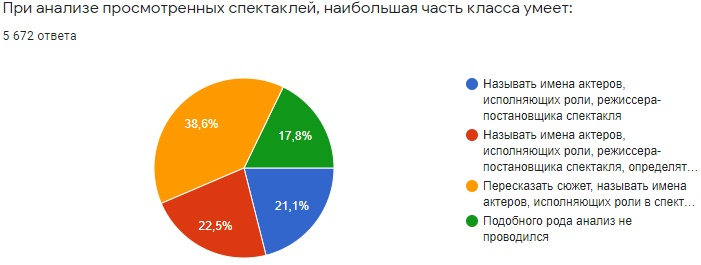 При анализе просмотренных спектаклей, наибольшая часть класса умеет:
5 672 ответа
38,6%
17,8%
22,5%
21,1%
Называть имена актеров,
исполняющих роли, режиссера-
постановщика спектакля
Называть имена актеров,
исполняющих роли, режиссера-
постановщика спектакля, определят…
Пересказать сюжет, называть имена
актеров, исполняющих роли в спект…
Подобного рода анализ не
проводился